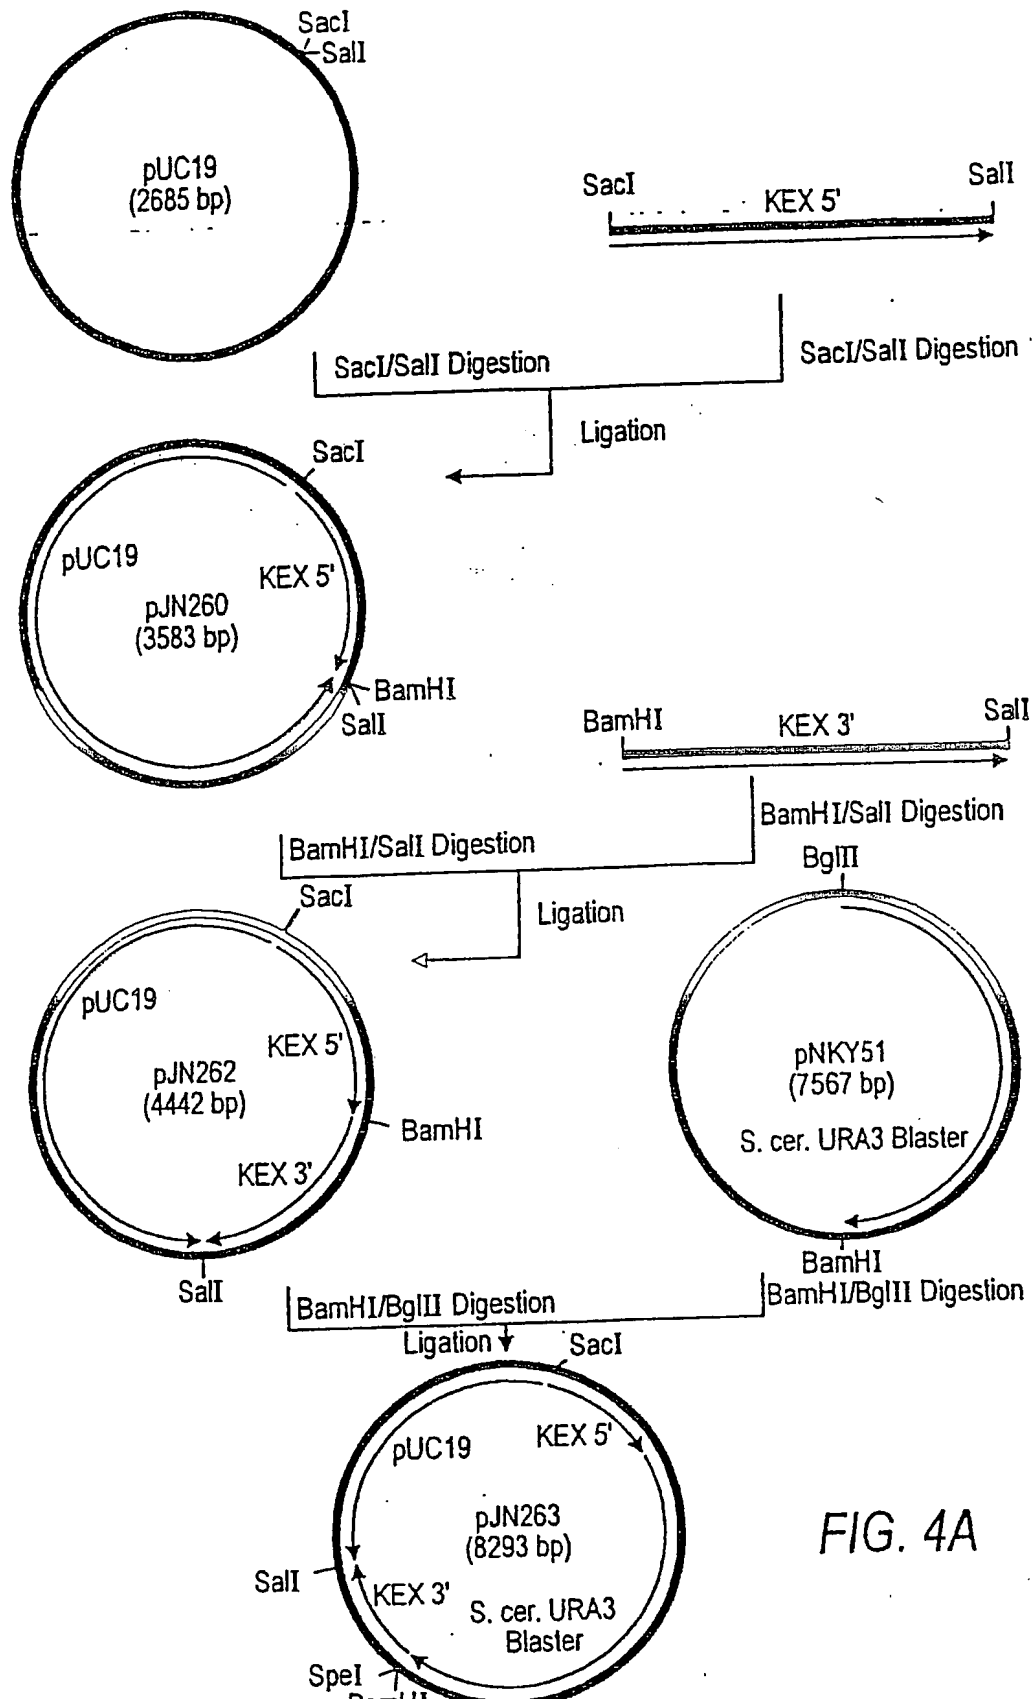 SacI
SalI
pUC19
(2685 bp)
SacI
KEX 5'
SalI
SacI/SalI Digestion
SacI/SalI Digestion
Ligation
SacI
pUC19
KEX 5'
pJN260
(3583 bp)
BamHI
SalI
BamHI
KEX 3'
SalI
BamHI/SalI Digestion
BamHI/SalI Digestion
SacI
Ligation
BglII
pUC19
KEX 5'
pJN262
(4442 bp)
BamHI
KEX 3'
SalI
pNKY51
(7567 bp)
S. cer. URA3 Blaster
BamHI
BamHI/BglII Digestion
BamHI/BglII Digestion
Ligation
SacI
pUC19
KEX 5'
pJN263
(8293 bp)
SalI
KEX 3'
S. cer. URA3
Blaster
SpeI
BamHI
FIG. 4A